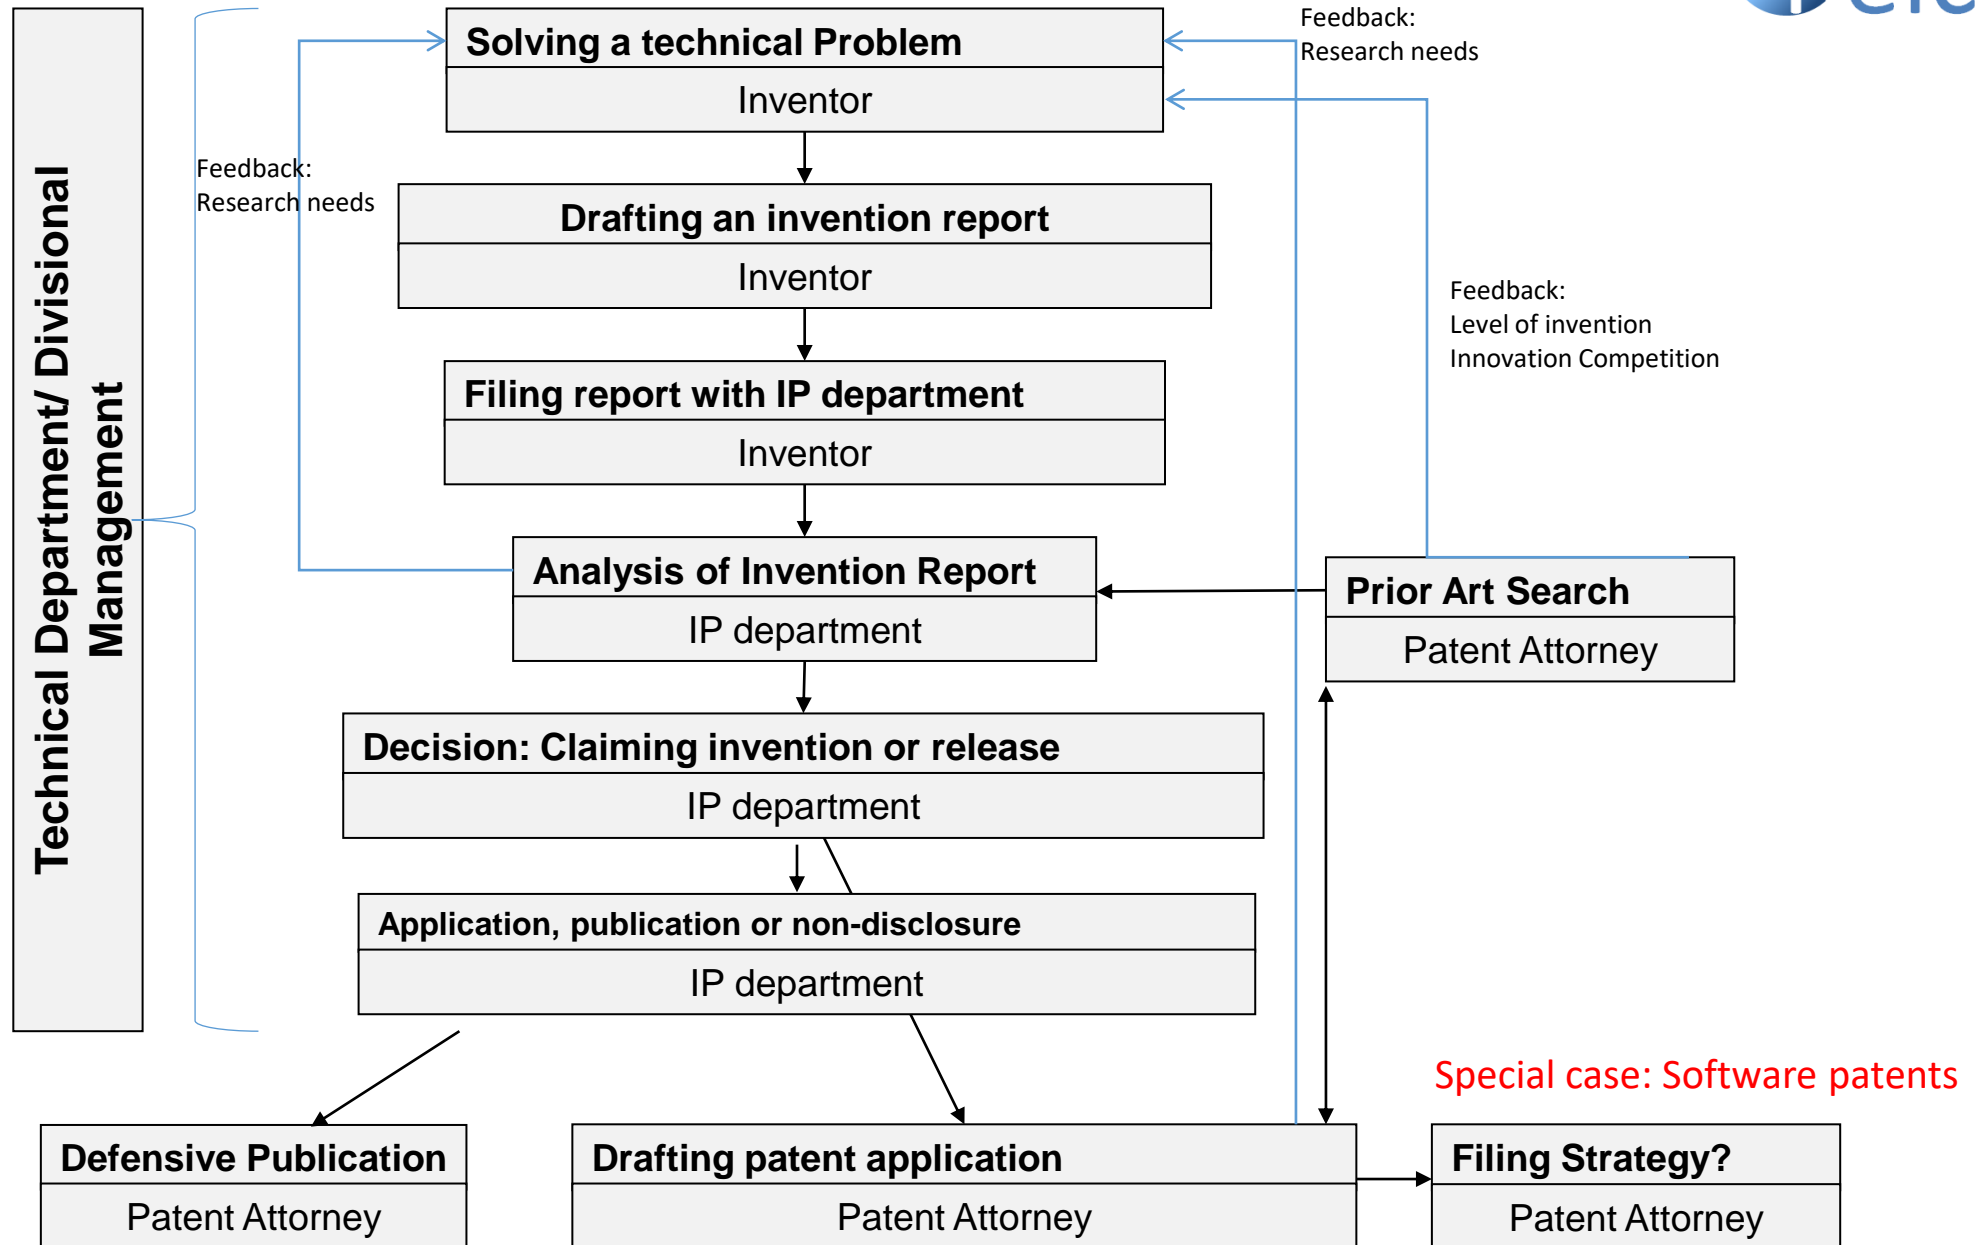 Feedback:
Research needs
Solving a technical Problem
Inventor
Feedback:
Research needs
Drafting an invention report
Inventor
Technical Department/ Divisional
Management
Feedback:
Level of invention
Innovation Competition
Filing report with IP department
Inventor
Analysis of Invention Report
IP department
Prior Art Search
Patent Attorney
Decision: Claiming invention or release
IP department
Application, publication or non-disclosure
IP department
Special case: Software patents
Defensive Publication
Patent Attorney
Drafting patent application
Patent Attorney
Filing Strategy?
Patent Attorney